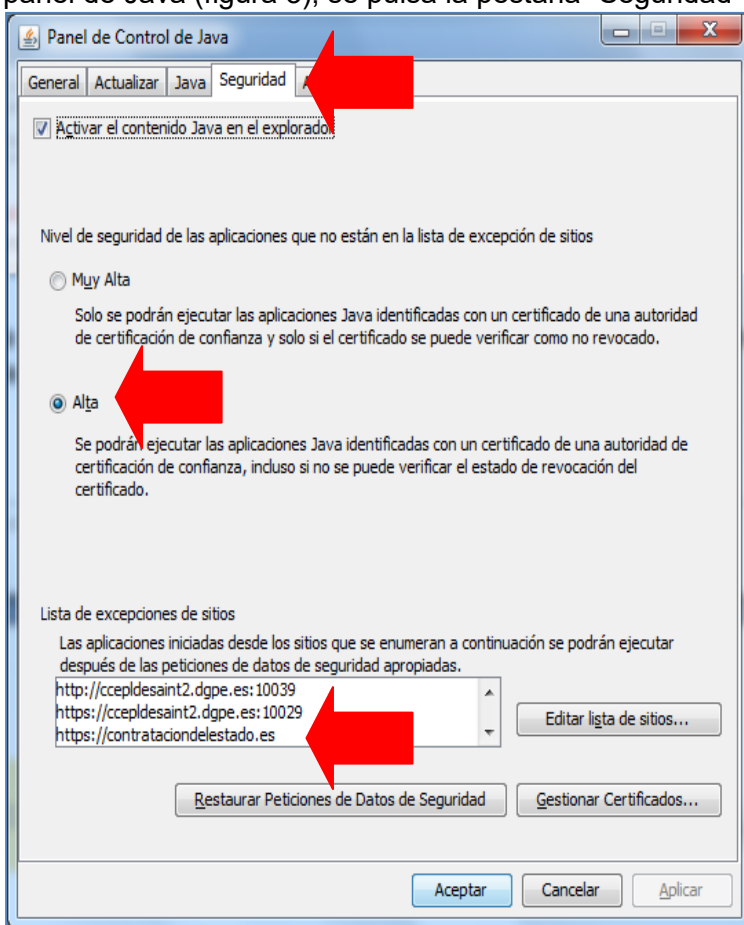 panel de Java (figura 3), se pulsa la pestaña "Seguridad"
Panel de Control de Java
General Actualizar Java Seguridad A
Activar el contenido Java en el explorador
Nivel de seguridad de las aplicaciones que no están en la lista de excepción de sitios
Muy Alta
Solo se podrán ejecutar las aplicaciones Java identificadas con un certificado de una autoridad
de certificación de confianza y solo si el certificado se puede verificar como no revocado.
Alta
Se podrán ejecutar las aplicaciones Java identificadas con un certificado de una autoridad de
certificación de confianza, incluso si no se puede verificar el estado de revocación del
certificado.
Lista de excepciones de sitios
Las aplicaciones iniciadas desde los sitios que se enumeran a continuación se podrán ejecutar
después de las peticiones de datos de seguridad apropiadas.
http://ccepldesaint2.dgpe.es:10039
https://ccepldesaint2.dgpe.es:10029
https://contrataciondelestado.es
Editar lista de sitios...
Restaurar Peticiones de Datos de Seguridad Gestionar Certificados...
Aceptar Cancelar Aplicar